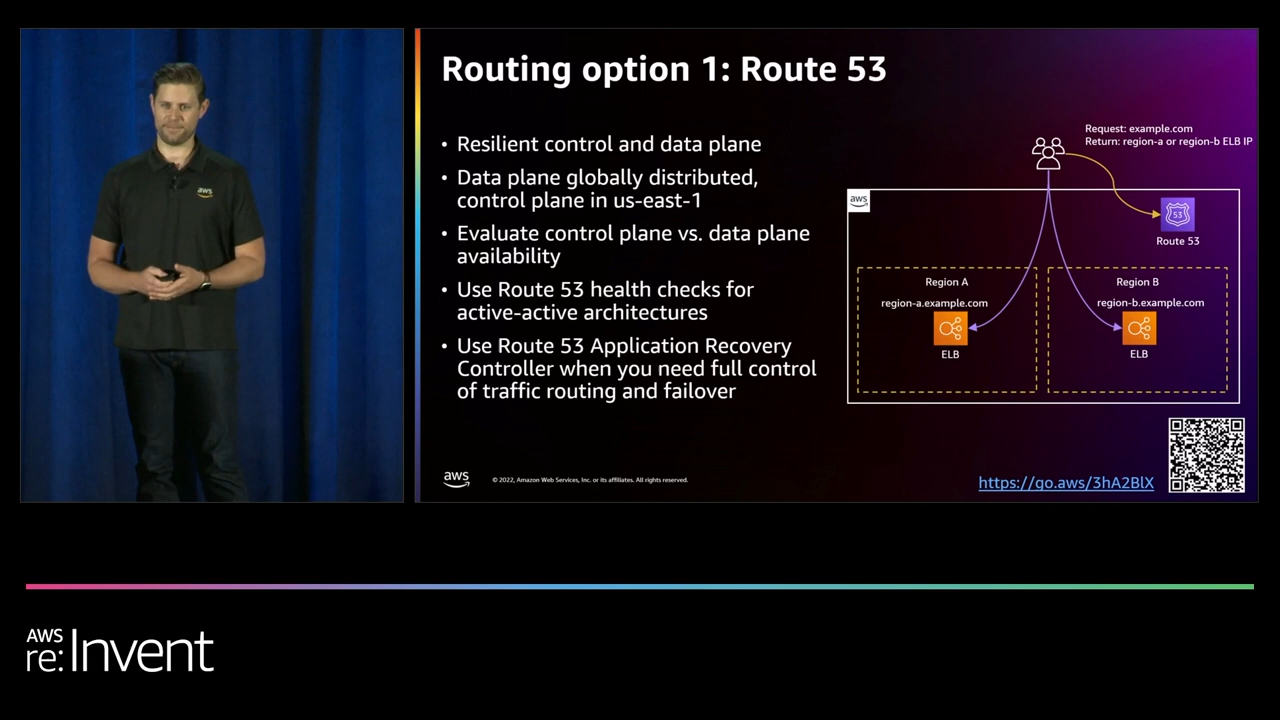 aws
Routing option 1: Route 53
• Resilient control and data plane
• Data plane globally distributed,
control plane in us-east-1
• Evaluate control plane vs. data plane
availability
• Use Route 53 health checks for
active-active architectures
• Use Route 53 Application Recovery
Controller when you need full control
of traffic routing and failover
Request: example.com
Return: region-a or region-b ELB IP
aws
53
Route 53
Region A
region-a.example.com
ELB
Region B
region-b.example.com
ELB
aws
© 2022, Amazon Web Services, Inc. or its affiliates. All rights reserved.
https://go.aws/3hA2BlX
AWS
re:Invent